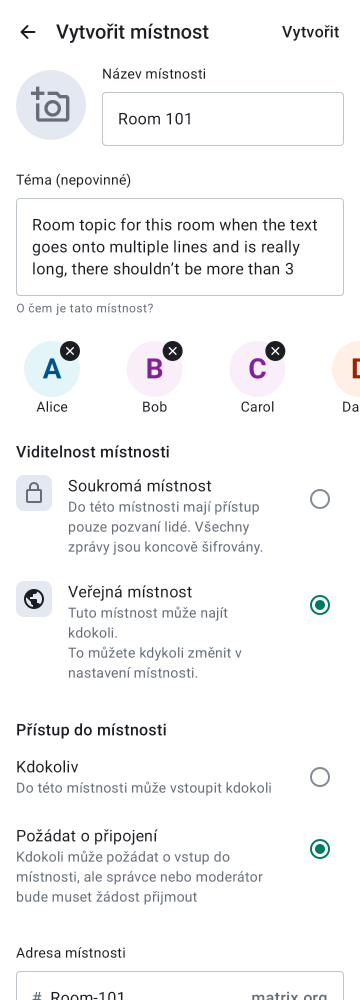 Vytvořit místnost
Vytvořit
Název místnosti
Room 101
Téma (nepovinné)
Room topic for this room when the text
goes onto multiple lines and is really
long, there shouldn’t be more than 3
O čem je tato místnost?
A
B
C
Alice
Bob
Carol
Da
Viditelnost místnosti
Soukromá místnost
Do této místnosti mají přístup
pouze pozvaní lidé. Všechny
zprávy jsou koncově šifrovány.
Veřejná místnost
Tuto místnost může najít
kdokoli.
To můžete kdykoli změnit v
nastavení místnosti.
Přístup do místnosti
Kdokoliv
Do této místnosti může vstoupit kdokoli
Požádat o připojení
Kdokoli může požádat o vstup do
místnosti, ale správce nebo moderátor
bude muset žádost přijmout
Adresa místnosti
# Room-101 matrix.org